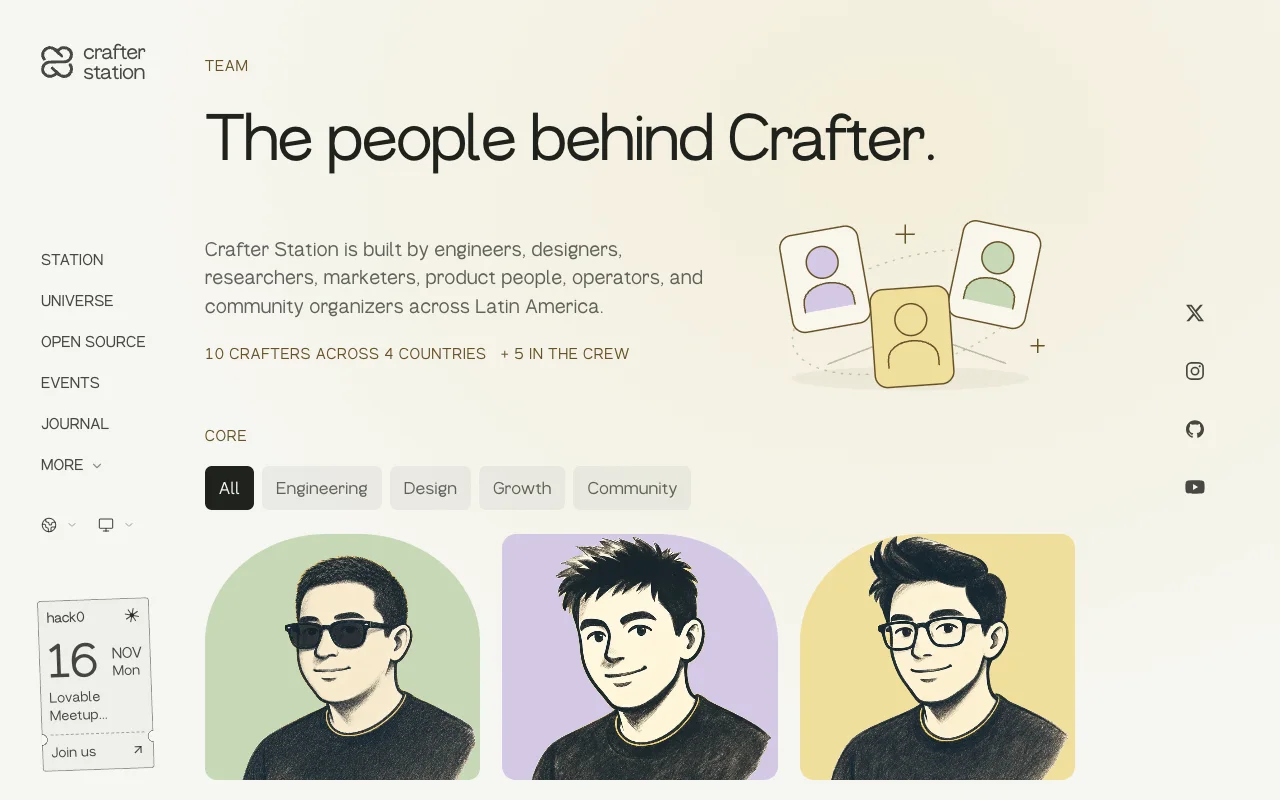 crafter
station
TEAM
The people behind Crafter.
Crafter Station is built by engineers, designers,
researchers, marketers, product people, operators, and
community organizers across Latin America.
10 CRAFTERS ACROSS 4 COUNTRIES + 5 IN THE CREW
STATION
UNIVERSE
OPEN SOURCE
EVENTS
JOURNAL
MORE
CORE
All Engineering Design Growth Community
hack0
16 NOV
Mon
Lovable
Meetup...
Join us